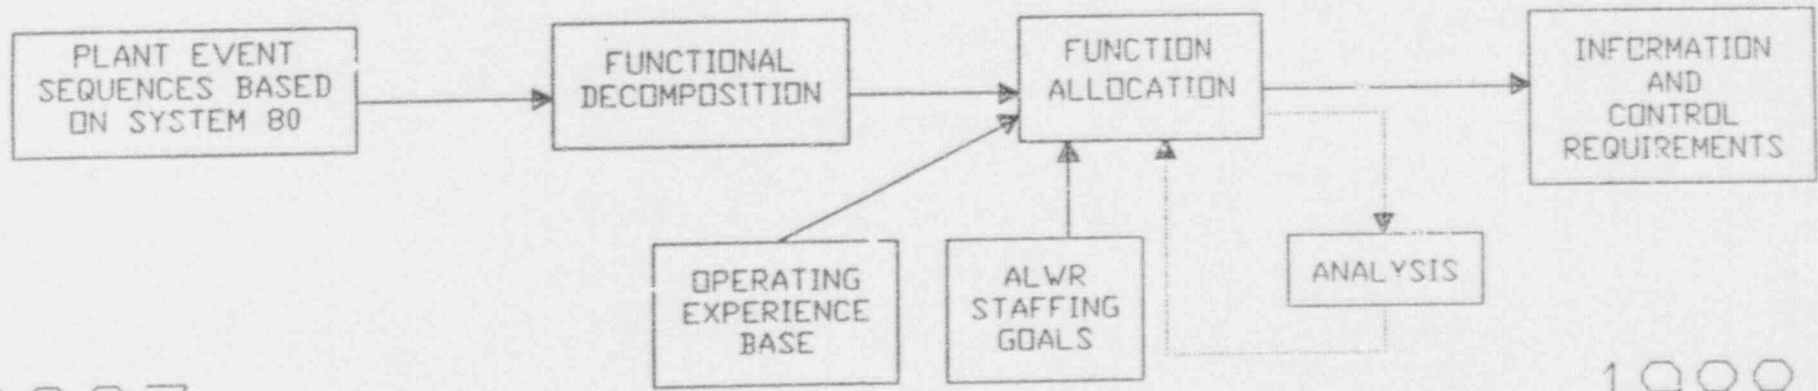 PLANT EVENT
SEQUENCES BASED
ON SYSTEM 80
FUNCTIONAL
DECOMPOSITION
FUNCTION
ALLOCATION
INFORMATION
AND
CONTROL
REQUIREMENTS
OPERATING
EXPERIENCE
BASE
ALWR
STAFFING
GOALS
ANALYSIS